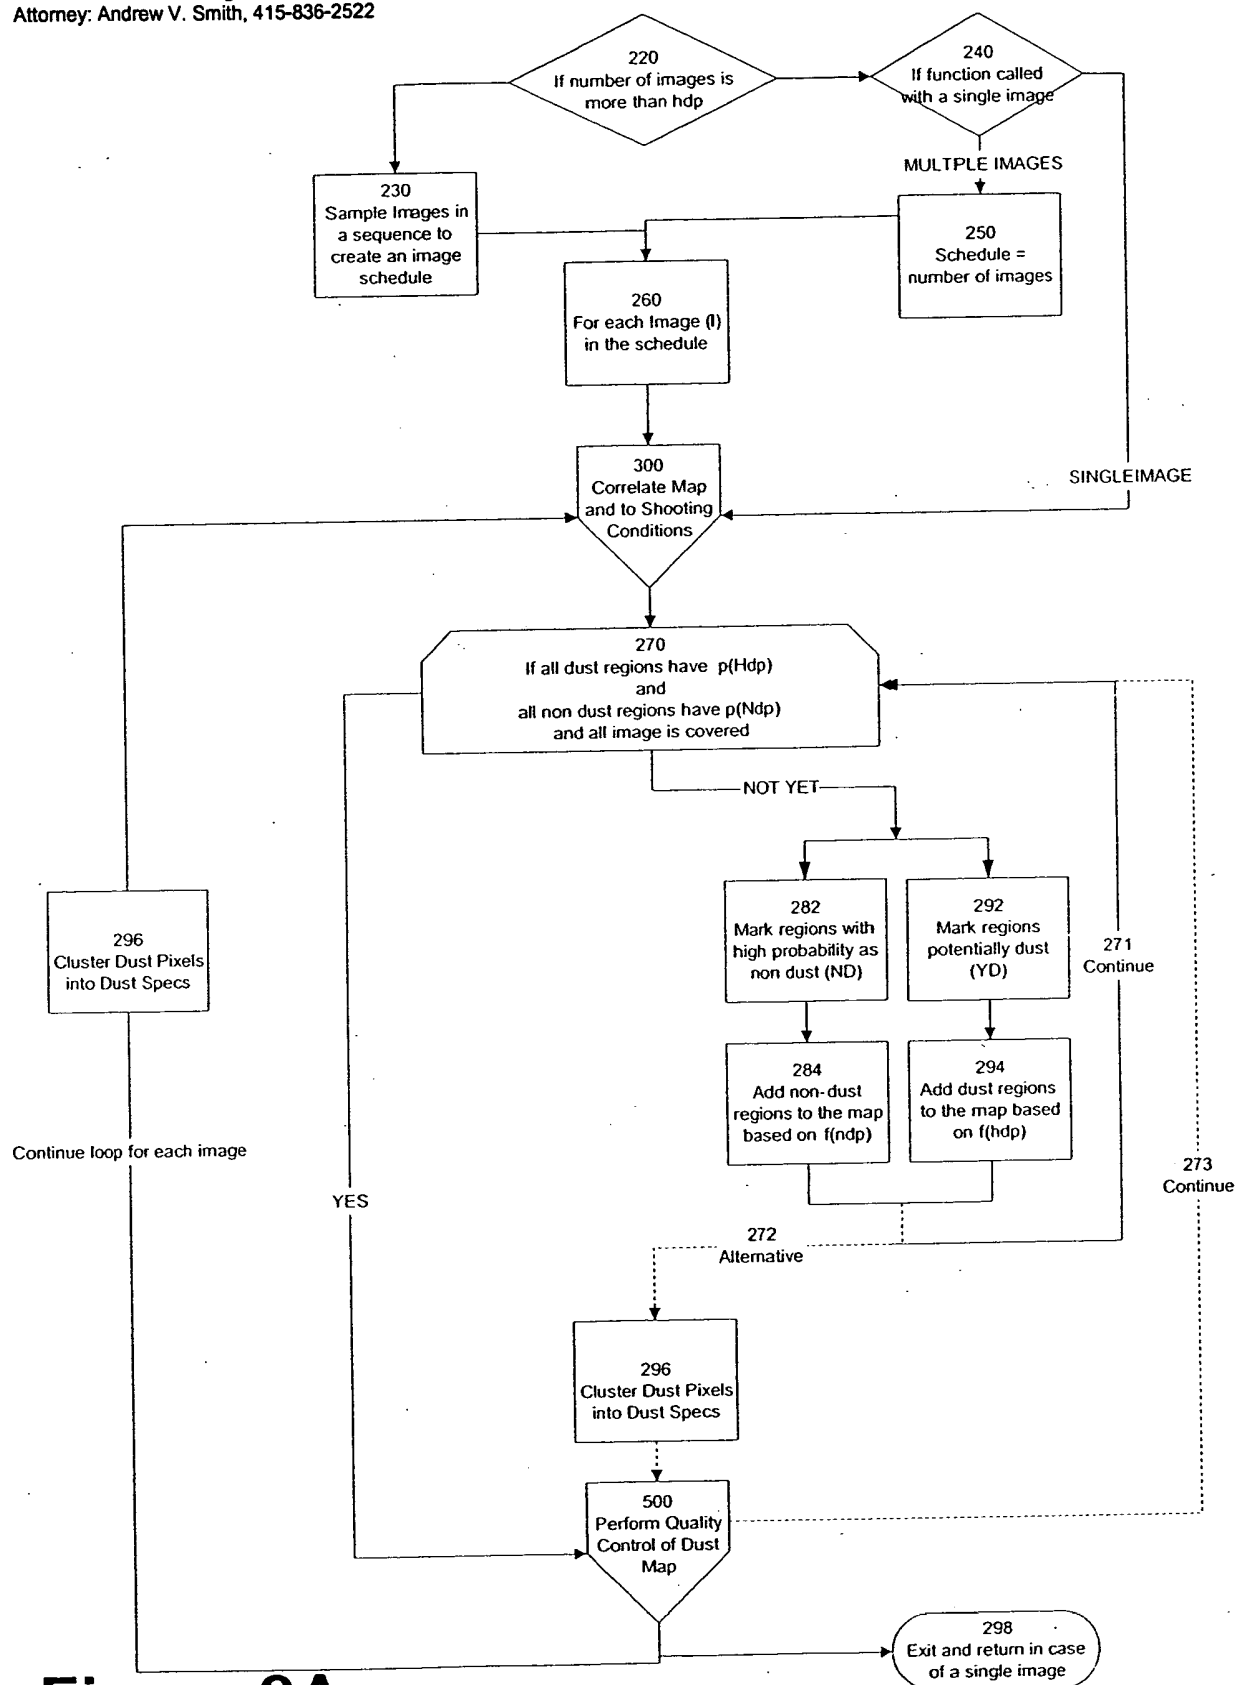 Attorney: Andrew V. Smith, 415-836-2522
220
If number of images is
more than hdp
240
If function called
with a single image
MULTPLE IMAGES
230
Sample Images in
a sequence to
create an image
schedule
250
Schedule =
number of images
260
For each Image (I)
in the schedule
300
Correlate Map
and to Shooting
Conditions
SINGLEIMAGE
270
If all dust regions have p(Hdp)
and
all non dust regions have p(Ndp)
and all image is covered
NOT YET
282
Mark regions with
high probability as
non dust (ND)
292
Mark regions
potentially dust
(YD)
271
Continue
296
Cluster Dust Pixels
into Dust Specs
284
Add non-dust
regions to the map
based on f(ndp)
294
Add dust regions
to the map based
on f(hdp)
Continue loop for each image
273
Continue
YES
272
Alternative
296
Cluster Dust Pixels
into Dust Specs
500
Perform Quality
Control of Dust
Map
298
Exit and return in case
of a single image